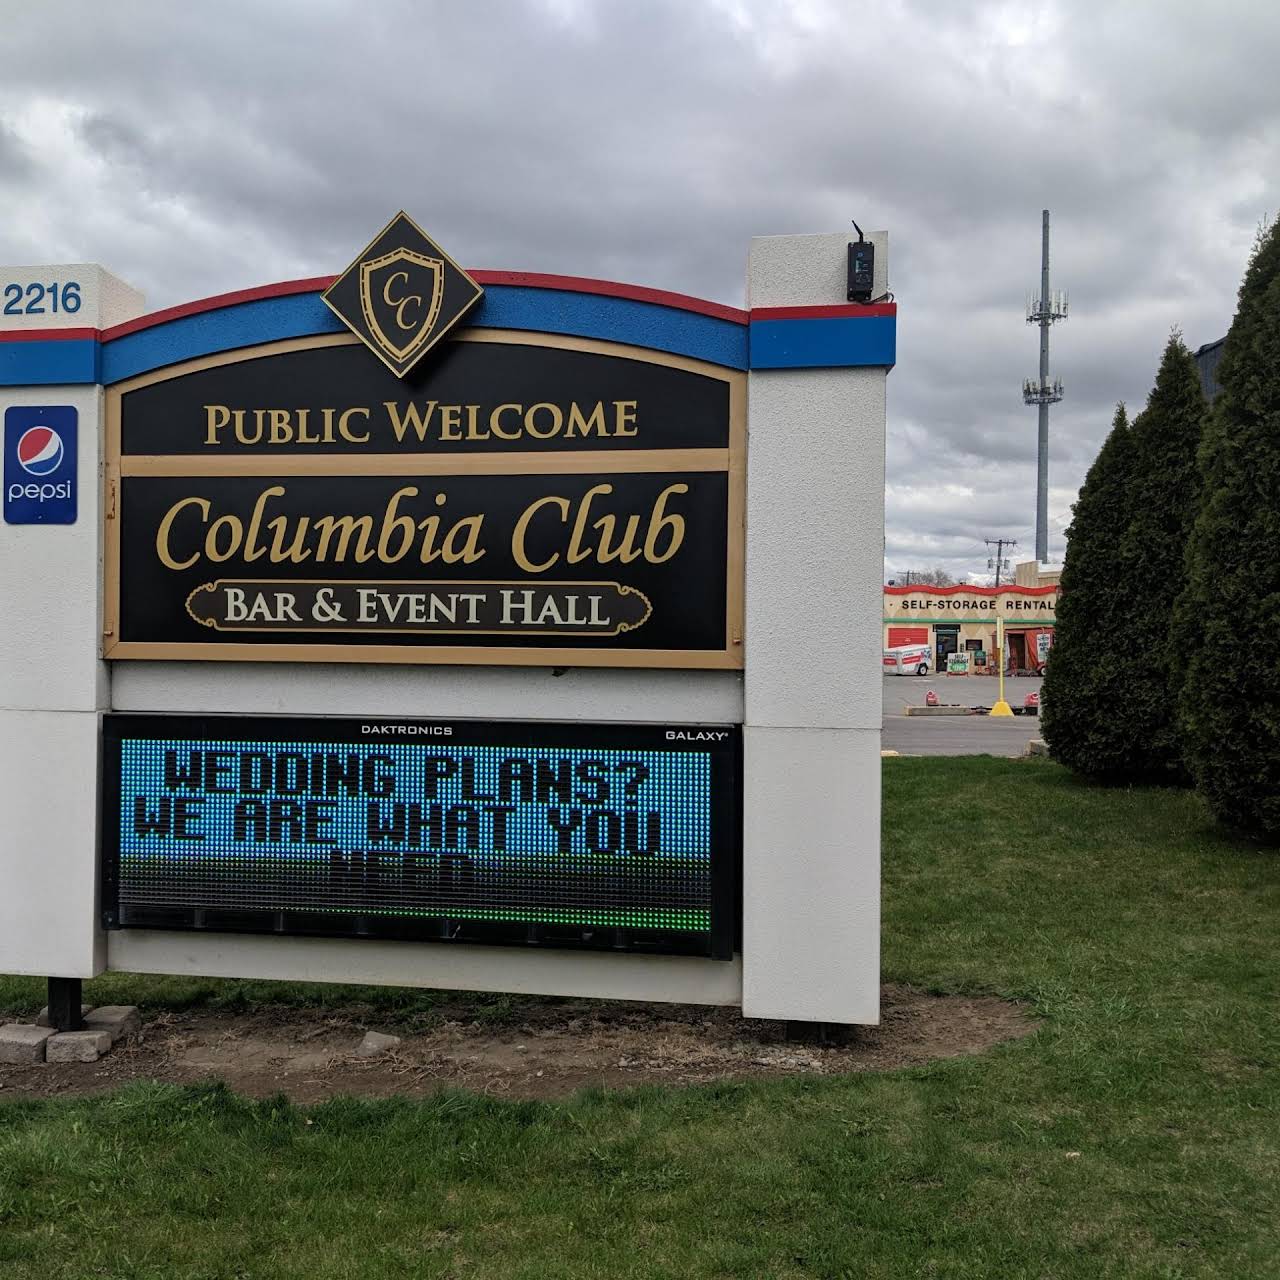 2216
CC
PUBLIC WELCOME
pepsi
Columbia Club
BAR & EVENT HALL
DAKTRONICS
GALAXY
WEDDING PLANS?
WE ARE WHAT YOU
NEED
SELF-STORAGE RENTAL